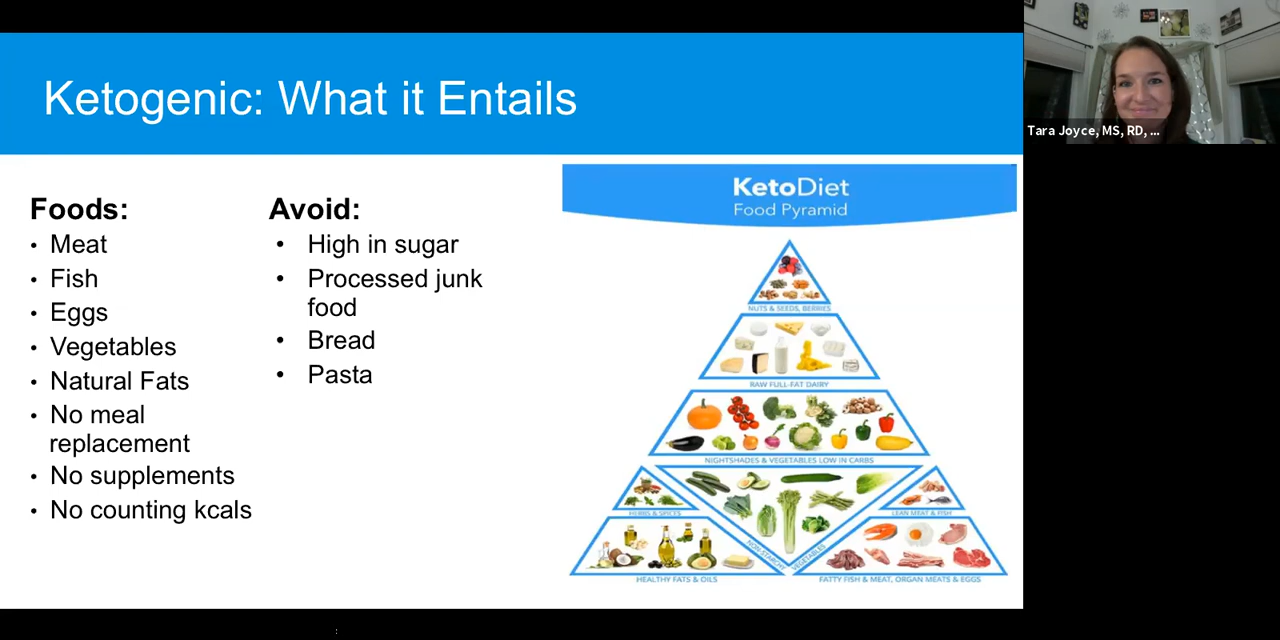 Ketogenic: What it Entails
Foods:
• Meat
• Fish
• Eggs
• Vegetables
• Natural Fats
• No meal
replacement
• No supplements
• No counting kcals
Avoid:
• High in sugar
• Processed junk
food
• Bread
• Pasta
KetoDiet
Food Pyramid
NUTS & SEEDS, BERRIES
RAW FULL-FAT DAIRY
NIGHTSHADES & VEGETABLES LOW IN CARBS
HERBS & SPICES
LEAN MEAT & FISH
NON-STARCHY
VEGETABLES
HEALTHY FATS & OILS
FATTY FISH & MEAT, ORGAN MEATS & EGGS
Tara Joyce, MS, RD, ...